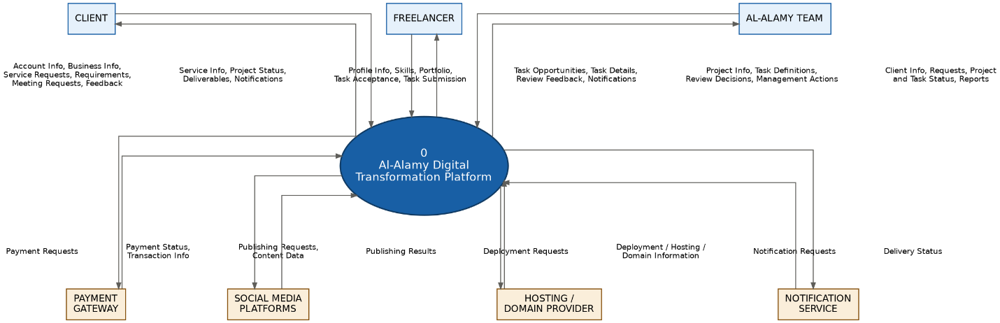 CLIENT
FREELANCER
AL-ALAMY TEAM
Account Info, Business Info,
Service Requests, Requirements,
Meeting Requests, Feedback
Service Info, Project Status,
Deliverables, Notifications
Profile Info, Skills, Portfolio,
Task Acceptance, Task Submission
Task Opportunities, Task Details,
Review Feedback, Notifications
Project Info, Task Definitions,
Review Decisions, Management Actions
Client Info, Requests, Project
and Task Status, Reports
0
Al-Alamy Digital
Transformation Platform
Payment Requests
Payment Status,
Transaction Info
Publishing Requests,
Content Data
Publishing Results
Deployment Requests
Deployment / Hosting /
Domain Information
Notification Requests
Delivery Status
PAYMENT
GATEWAY
SOCIAL MEDIA
PLATFORMS
HOSTING /
DOMAIN PROVIDER
NOTIFICATION
SERVICE